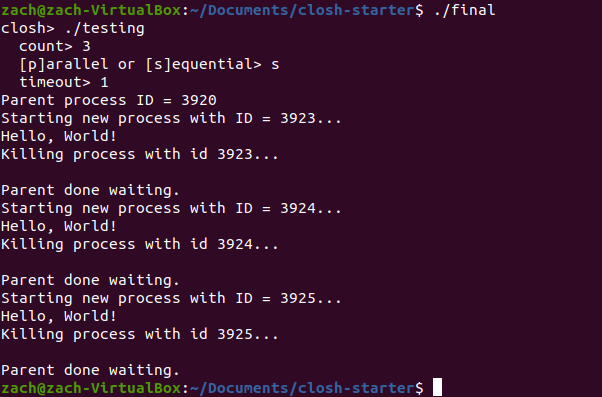 zach@zach-VirtualBox:~/Documents/closh-starter$ ./final
closh> ./testing
  count> 3
  [p]arallel or [s]equential> s
  timeout> 1
Parent process ID = 3920
Starting new process with ID = 3923...
Hello, World!
Killing process with id 3923...

Parent done waiting.
Starting new process with ID = 3924...
Hello, World!
Killing process with id 3924...

Parent done waiting.
Starting new process with ID = 3925...
Hello, World!
Killing process with id 3925...

Parent done waiting.
zach@zach-VirtualBox:~/Documents/closh-starter$